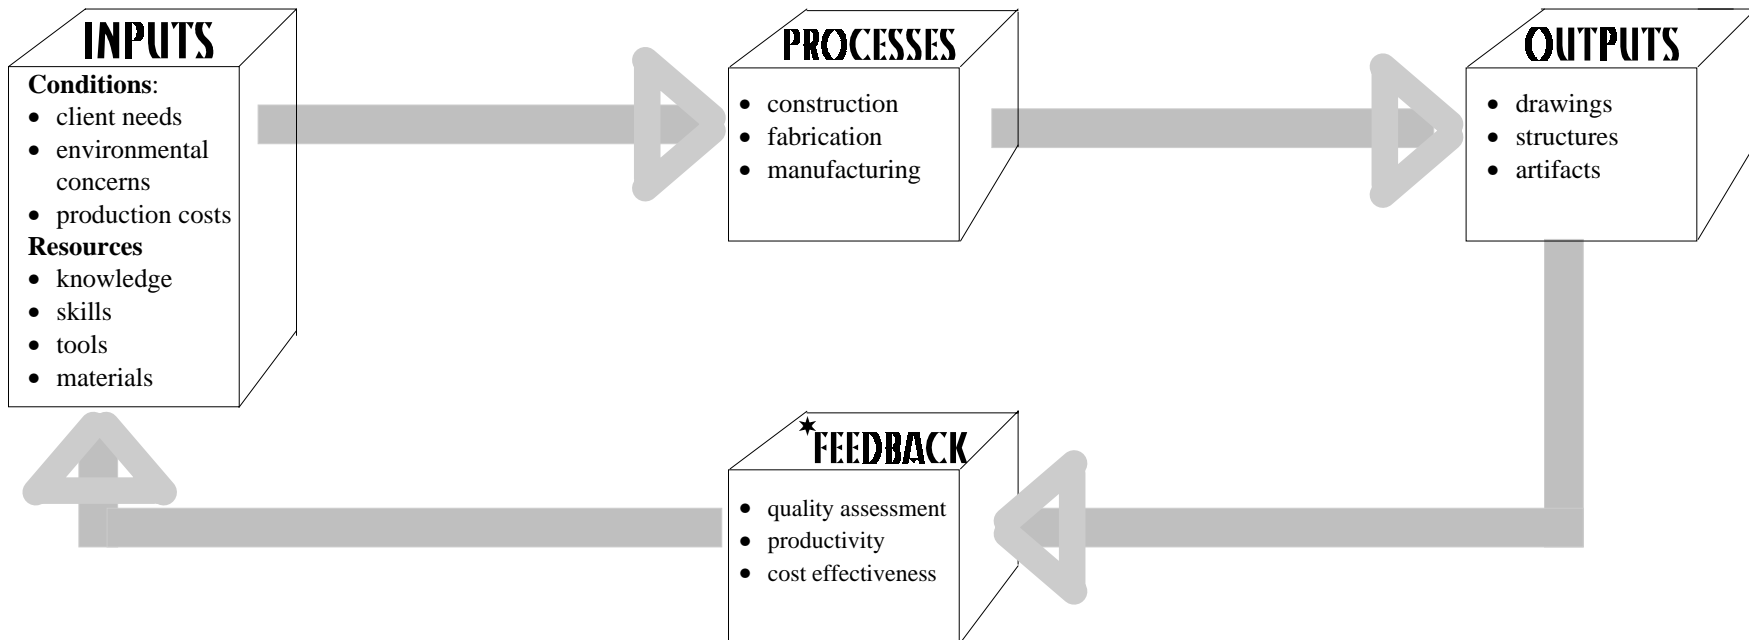 INPUTS
Conditions:
• client needs
• environmental
concerns
• production costs
Resources
• knowledge
• skills
• tools
• materials
PROCESSES
• construction
• fabrication
• manufacturing
OUTPUTS
• drawings
• structures
• artifacts
★FEEDBACK
• quality assessment
• productivity
• cost effectiveness